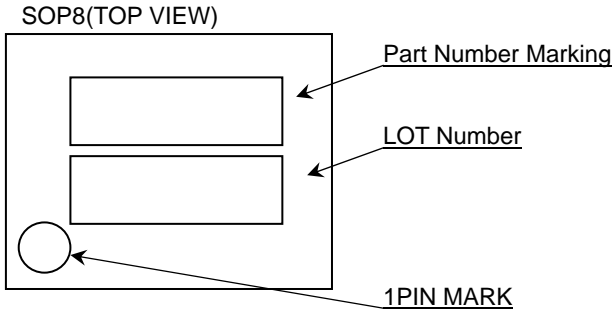 SOP8(TOP VIEW)
Part Number Marking
LOT Number
1PIN MARK